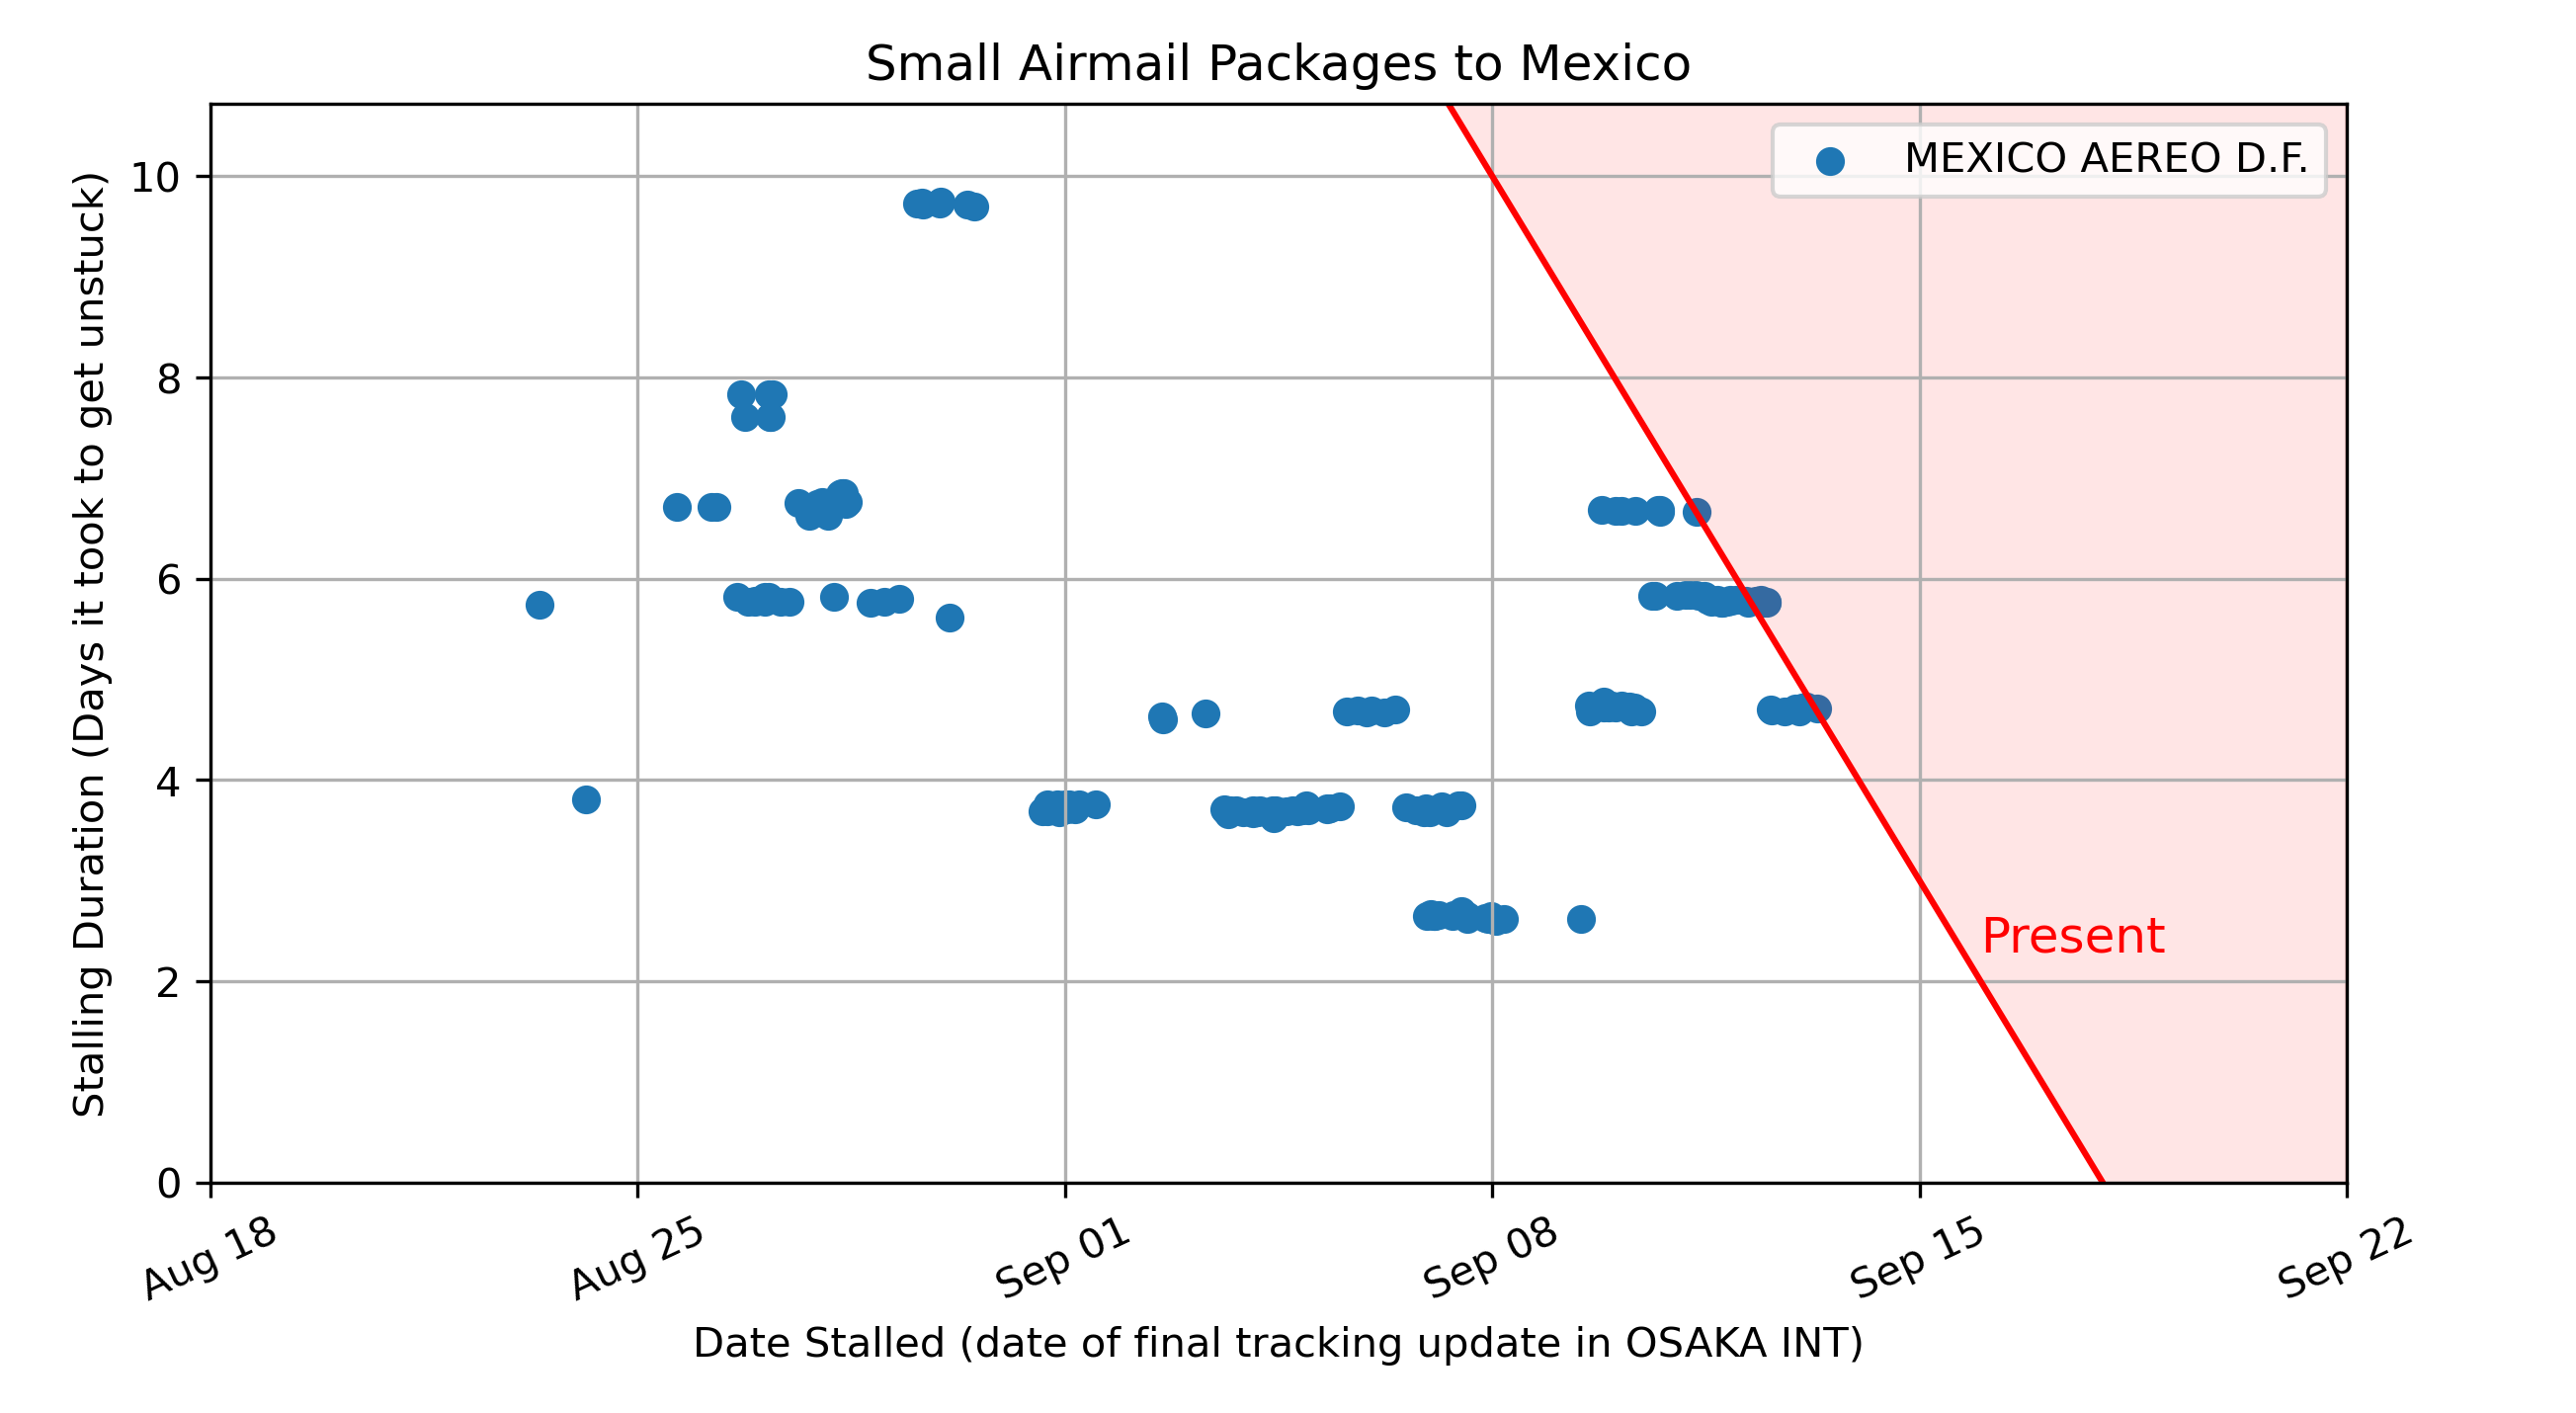 Small Airmail Packages to Mexico
MEXICO AEREO D.F.
Stalling Duration (Days it took to get unstuck)
10
8
6
4
2
0
Present
Aug 18
Aug 25
Sep 01
Sep 08
Sep 15
Sep 22
Date Stalled (date of final tracking update in OSAKA INT)